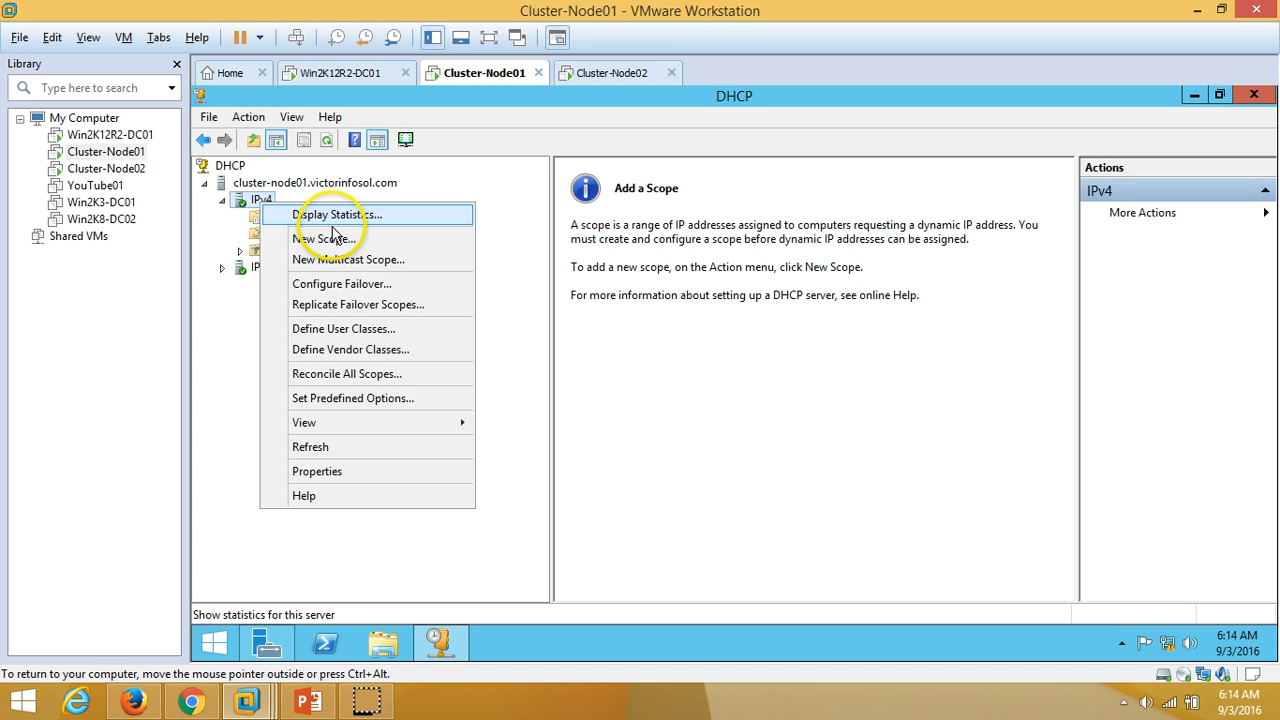 Cluster-Node01 - VMware Workstation
File Edit View VM Tabs Help
Library
Type here to search
My Computer
Win2K12R2-DC01
Cluster-Node01
Cluster-Node02
YouTube01
Win2K3-DC01
Win2K8-DC02
Shared VMs
Home Win2K12R2-DC01 Cluster-Node01 Cluster-Node02
DHCP
File Action View Help
DHCP
cluster-node01.victorinfosol.com
IPv4
IP
Display Statistics...
New Scope...
New Multicast Scope...
Configure Failover...
Replicate Failover Scopes...
Define User Classes...
Define Vendor Classes...
Reconcile All Scopes...
Set Predefined Options...
View
Refresh
Properties
Help
Add a Scope
A scope is a range of IP addresses assigned to computers requesting a dynamic IP address. You must create and configure a scope before dynamic IP addresses can be assigned.
To add a new scope, on the Action menu, click New Scope.
For more information about setting up a DHCP server, see online Help.
Actions
IPv4
More Actions
Show statistics for this server
6:14 AM
9/3/2016
To return to your computer, move the mouse pointer outside or press Ctrl+Alt.
6:14 AM
9/3/2016